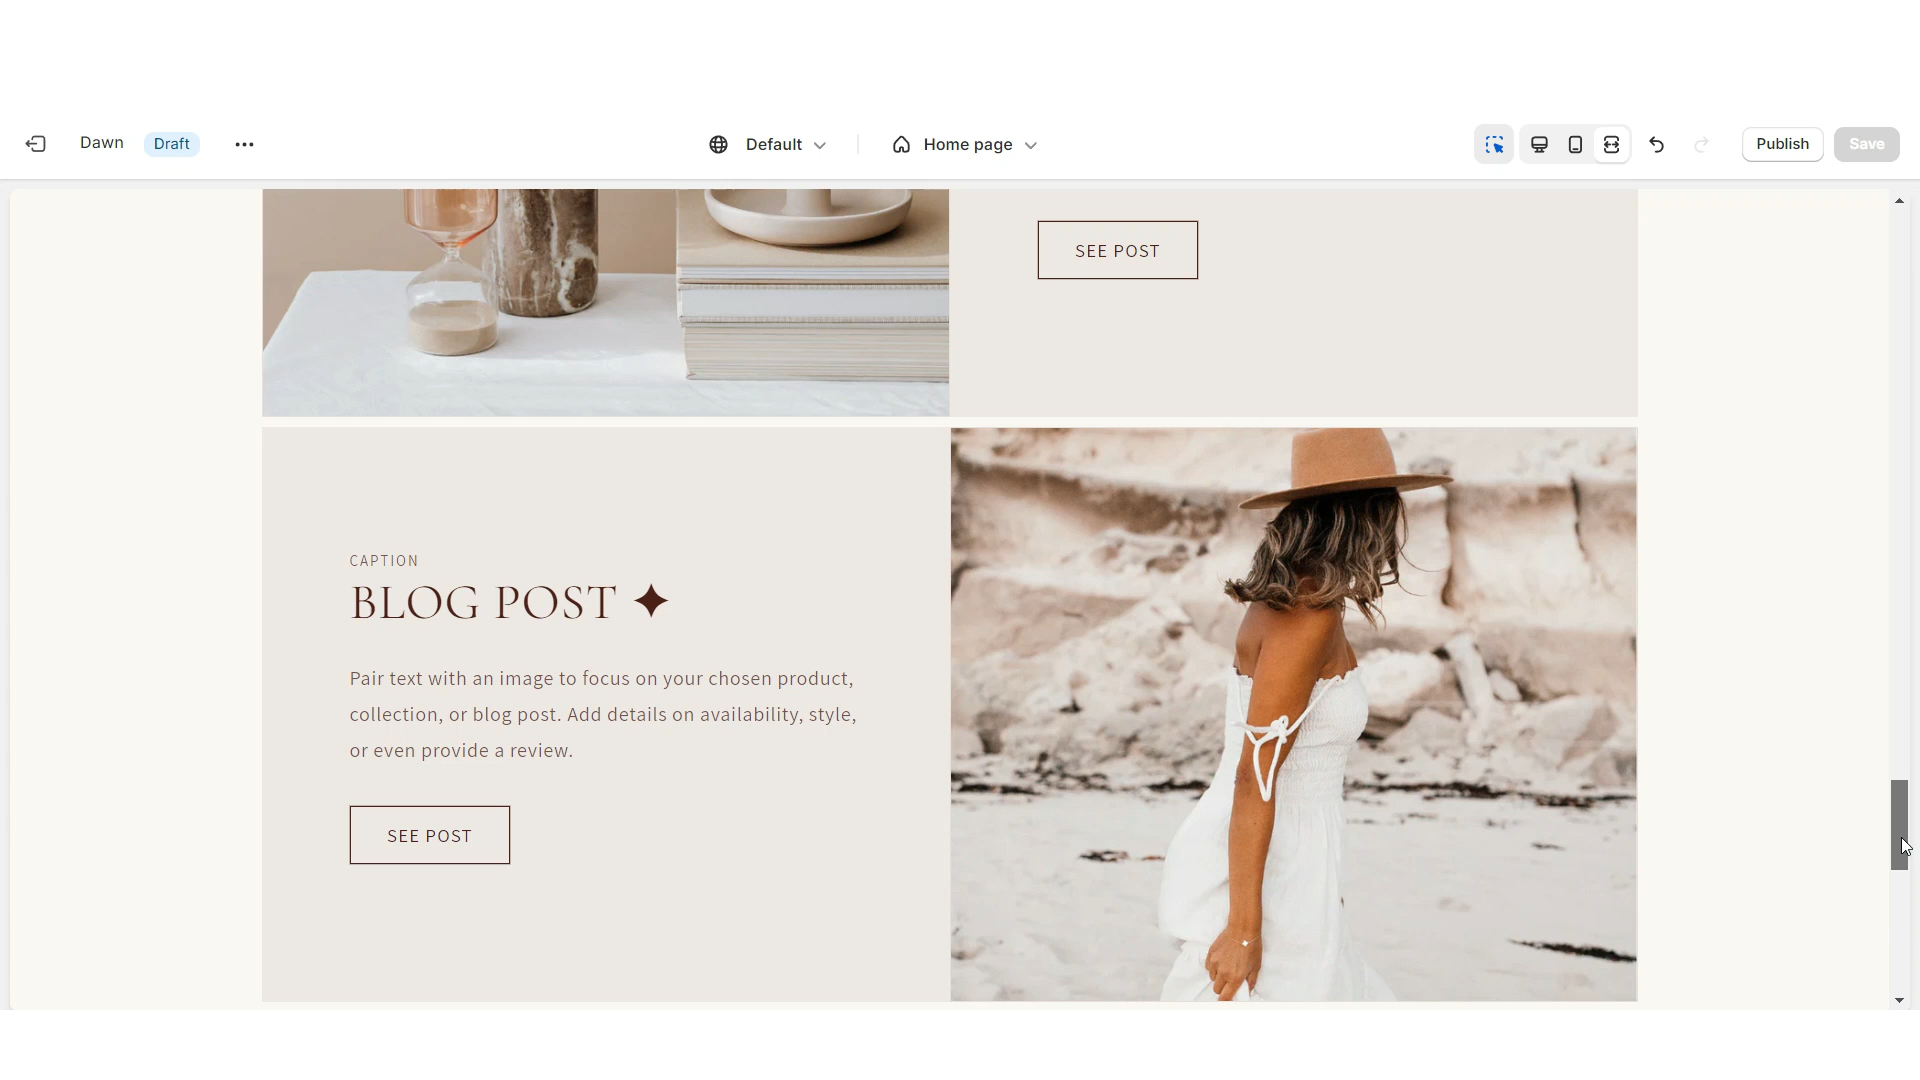 Dawn Draft Default Home page Publish Save
SEE POST
CAPTION
BLOG POST ✦
Pair text with an image to focus on your chosen product,
collection, or blog post. Add details on availability, style,
or even provide a review.
SEE POST